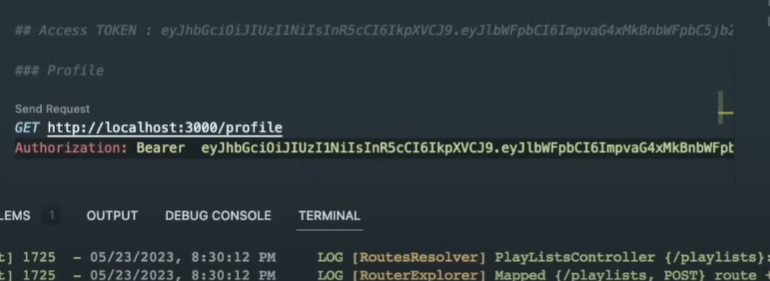 ## Access TOKEN : eyJhbGciOiJIUzI1NiIsInR5cCI6IkpXVCJ9.eyJlbWFpbCI6ImpvaG4xMkBnbWFpbC5jb2
### Profile
Send Request
GET http://localhost:3000/profile
Authorization: Bearer  eyJhbGciOiJIUzI1NiIsInR5cCI6IkpXVCJ9.eyJlbWFpbCI6ImpvaG4xMkBnbWFpb
LEMS 1 OUTPUT DEBUG CONSOLE TERMINAL
t] 1725  - 05/23/2023, 8:30:12 PM     LOG [RoutesResolver] PlayListsController {/playlists}:
t] 1725  - 05/23/2023, 8:30:12 PM     LOG [RouterExplorer] Mapped {/playlists, POST} route +